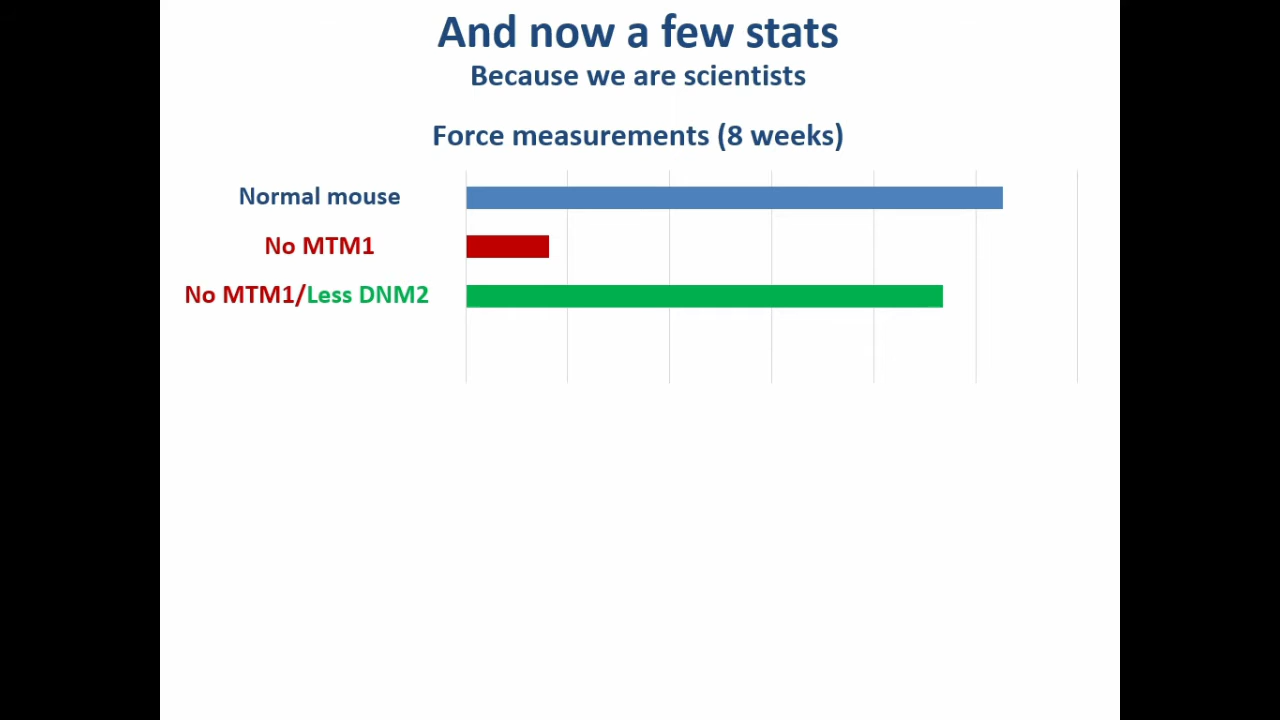 And now a few stats
Because we are scientists
Force measurements (8 weeks)
Normal mouse
No MTM1
No MTM1/Less DNM2